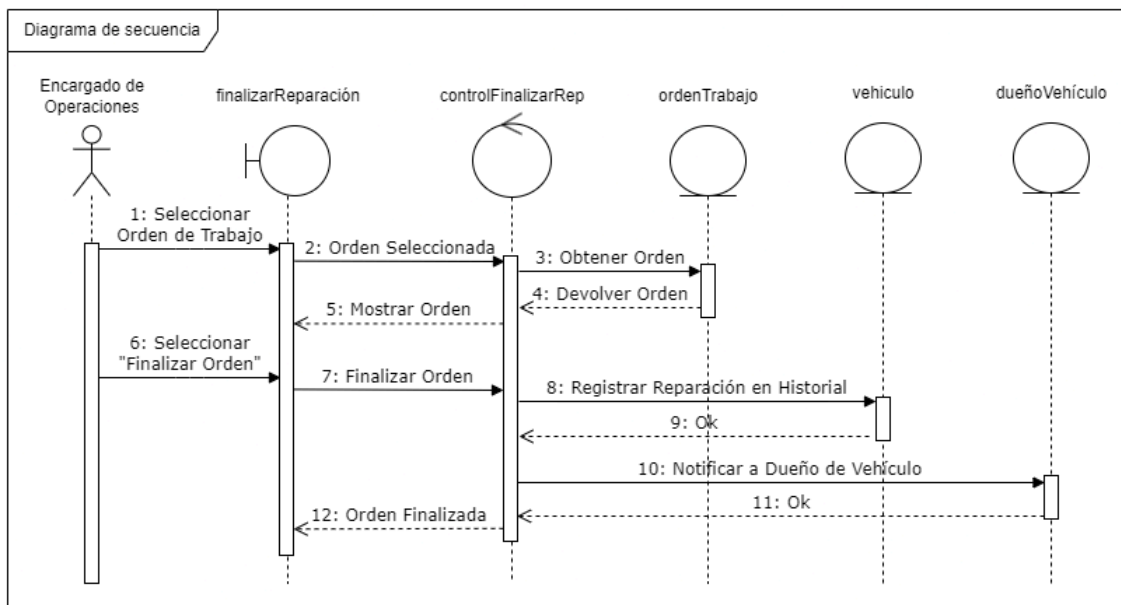 Diagrama de secuencia
Encargado de
Operaciones
finalizarReparación
controlFinalizarRep
ordenTrabajo
vehiculo
dueñoVehículo
1: Seleccionar
Orden de Trabajo
2: Orden Seleccionada
3: Obtener Orden
4: Devolver Orden
5: Mostrar Orden
6: Seleccionar
"Finalizar Orden"
7: Finalizar Orden
8: Registrar Reparación en Historial
9: Ok
10: Notificar a Dueño de Vehículo
11: Ok
12: Orden Finalizada